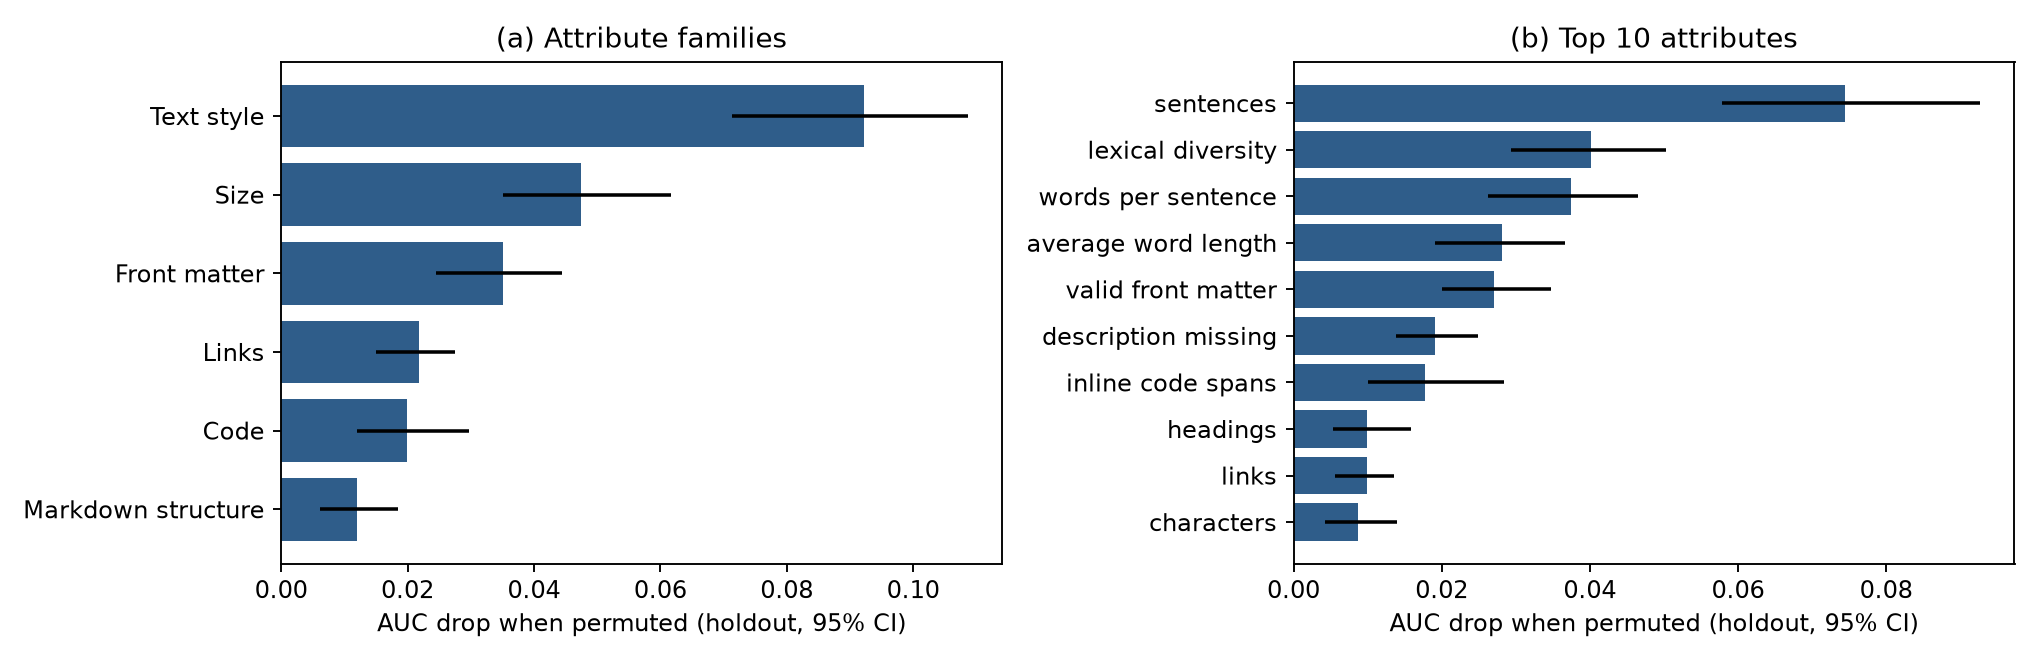 (a) Attribute families
Text style
Size
Front matter
Links
Code
Markdown structure
0.00 0.02 0.04 0.06 0.08 0.10
AUC drop when permuted (holdout, 95% CI)
(b) Top 10 attributes
sentences
lexical diversity
words per sentence
average word length
valid front matter
description missing
inline code spans
headings
links
characters
0.00 0.02 0.04 0.06 0.08
AUC drop when permuted (holdout, 95% CI)